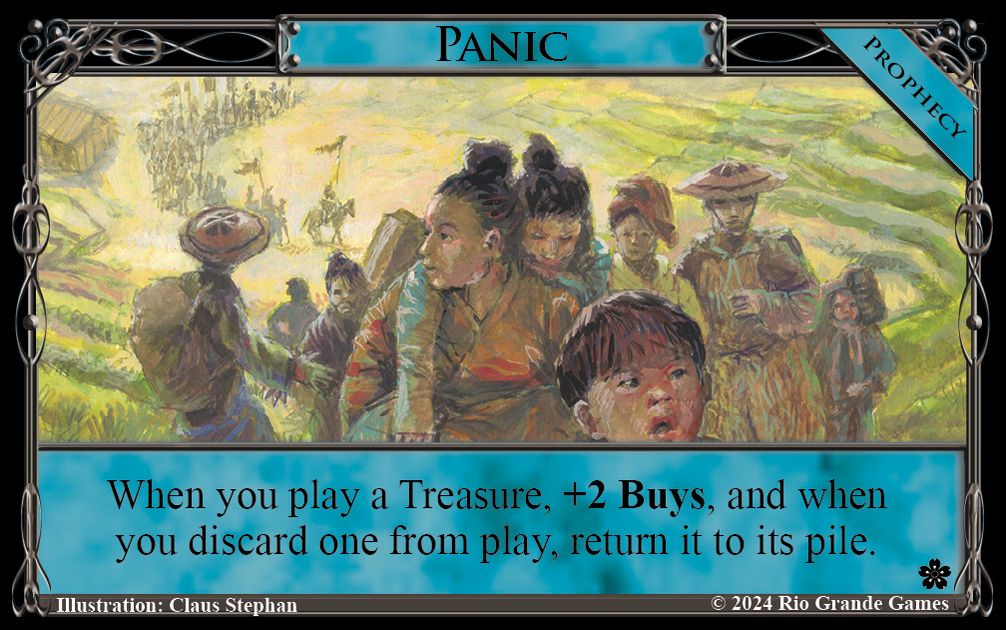 PANIC
PROPHECY
When you play a Treasure, +2 Buys, and when
you discard one from play, return it to its pile.
Illustration: Claus Stephan
© 2024 Rio Grande Games